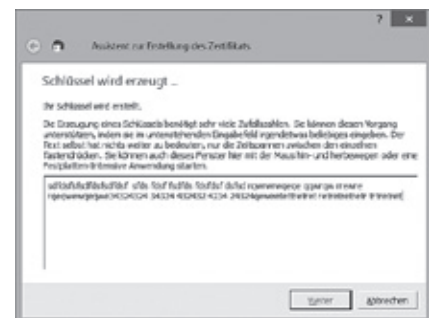 Assistent zur Erstellung des Zertifikats
Schlüssel wird erzeugt ...
Ihr Schlüssel wird erstellt.
Die Erzeugung eines Schlüssels benötigt sehr viele Zufallszahlen. Sie können diesen Vorgang
unterstützen, indem sie im untenstehenden Eingabefeld irgendetwas beliebiges eingeben. Der
Text selbst hat nichts weiter zu bedeuten, nur die Zeitspannen zwischen den einzelnen
Tastendrücken. Sie können auch dieses Fenster hier mit der Maus hin- und herbewegen oder eine
Festplatten-Intensive Anwendung starten.
Weiter
Abbrechen